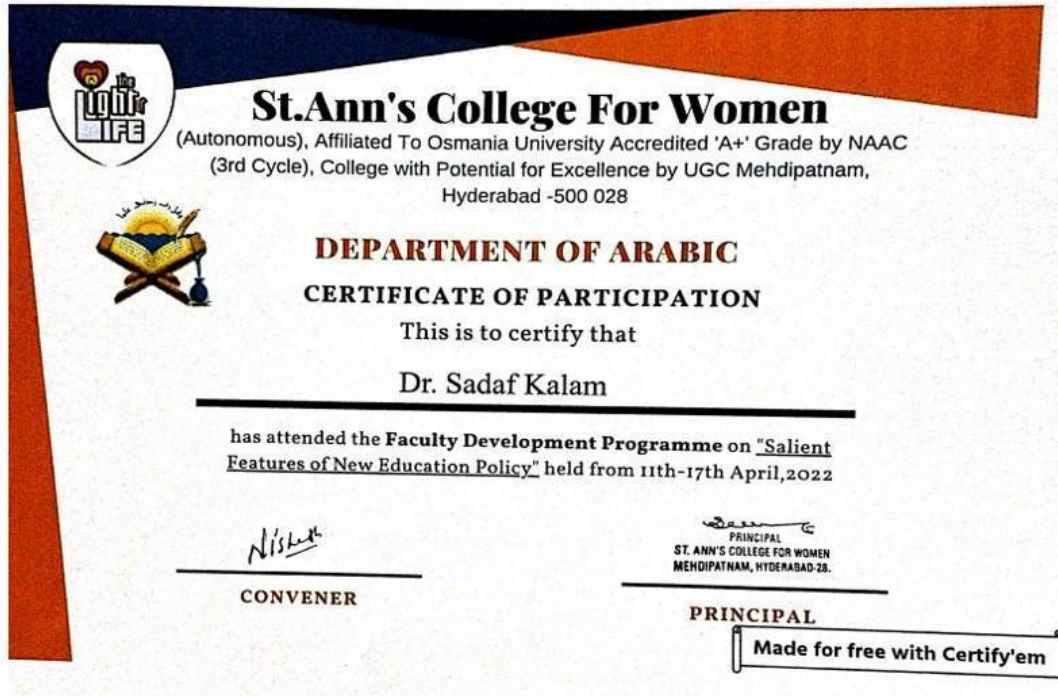 the
Light of
LIFE
St.Ann's College For Women
(Autonomous), Affiliated To Osmania University Accredited 'A+' Grade by NAAC
(3rd Cycle), College with Potential for Excellence by UGC Mehdipatnam,
Hyderabad -500 028
DEPARTMENT OF ARABIC
CERTIFICATE OF PARTICIPATION
This is to certify that
Dr. Sadaf Kalam
has attended the Faculty Development Programme on "Salient
Features of New Education Policy" held from 11th-17th April,2022
PRINCIPAL
ST. ANN'S COLLEGE FOR WOMEN
MEHDIPATNAM, HYDERABAD-28.
CONVENER
PRINCIPAL
Made for free with Certify'em